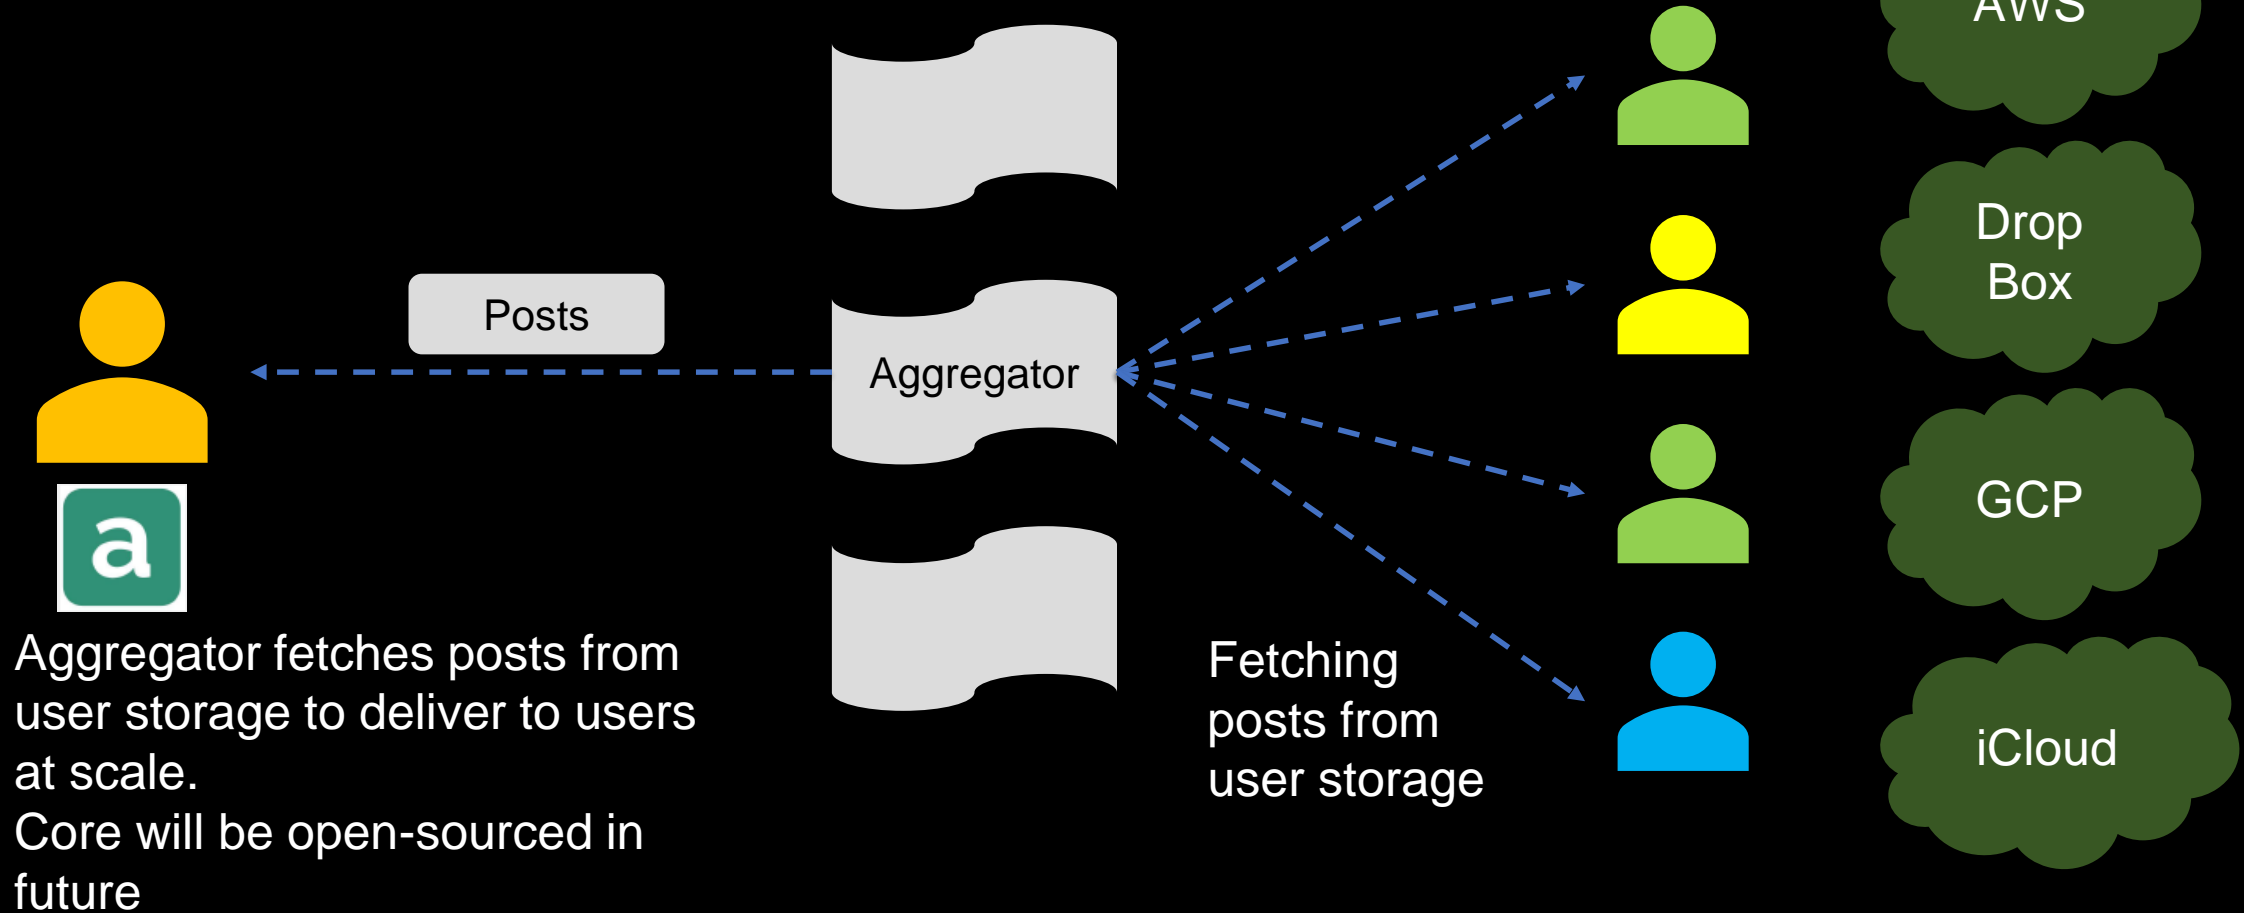 AWS
Drop
Box
Posts
Aggregator
GCP
a
Aggregator fetches posts from
user storage to deliver to users
at scale.
Core will be open-sourced in
future
Fetching
posts from
user storage
iCloud